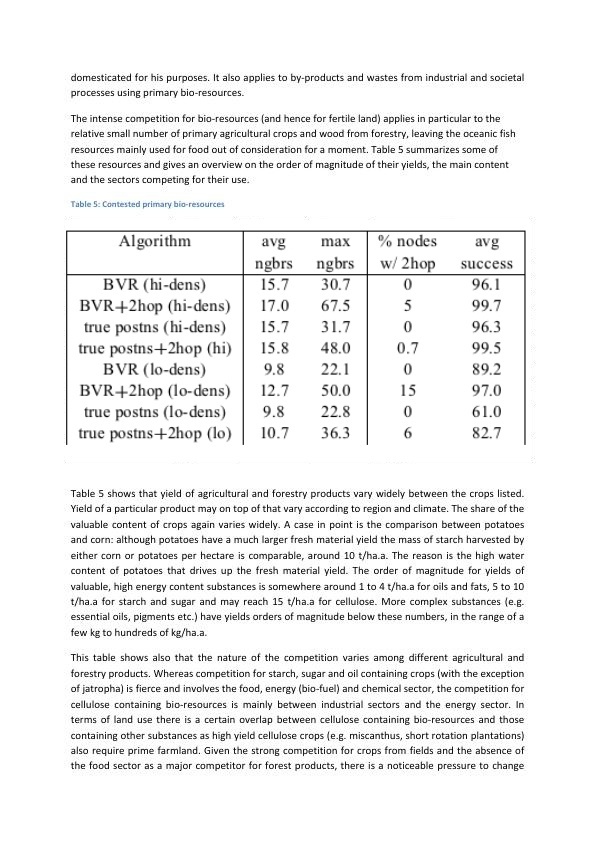 domesticated for his purposes. It also applies to by-products and wastes from industrial and societal
processes using primary bio-resources.
The intense competition for bio-resources (and hence for fertile land) applies in particular to the
relative small number of primary agricultural crops and wood from forestry, leaving the oceanic fish
resources mainly used for food out of consideration for a moment. Table 5 summarizes some of
these resources and gives an overview on the order of magnitude of their yields, the main content
and the sectors competing for their use.
Table 5: Contested primary bio-resources
Algorithm avg max % nodes avg
ngbrs ngbrs w/ 2hop success
BVR (hi-dens) 15.7 30.7 0 96.1
BVR+2hop (hi-dens) 17.0 67.5 5 99.7
true postns (hi-dens) 15.7 31.7 0 96.3
true postns+2hop (hi) 15.8 48.0 0.7 99.5
BVR (lo-dens) 9.8 22.1 0 89.2
BVR+2hop (lo-dens) 12.7 50.0 15 97.0
true postns (lo-dens) 9.8 22.8 0 61.0
true postns+2hop (lo) 10.7 36.3 6 82.7
Table 5 shows that yield of agricultural and forestry products vary widely between the crops listed.
Yield of a particular product may on top of that vary according to region and climate. The share of the
valuable content of crops again varies widely. A case in point is the comparison between potatoes
and corn: although potatoes have a much larger fresh material yield the mass of starch harvested by
either corn or potatoes per hectare is comparable, around 10 t/ha.a. The reason is the high water
content of potatoes that drives up the fresh material yield. The order of magnitude for yields of
valuable, high energy content substances is somewhere around 1 to 4 t/ha.a for oils and fats, 5 to 10
t/ha.a for starch and sugar and may reach 15 t/ha.a for cellulose. More complex substances (e.g.
essential oils, pigments etc.) have yields orders of magnitude below these numbers, in the range of a
few kg to hundreds of kg/ha.a.
This table shows also that the nature of the competition varies among different agricultural and
forestry products. Whereas competition for starch, sugar and oil containing crops (with the exception
of jatropha) is fierce and involves the food, energy (bio-fuel) and chemical sector, the competition for
cellulose containing bio-resources is mainly between industrial sectors and the energy sector. In
terms of land use there is a certain overlap between cellulose containing bio-resources and those
containing other substances as high yield cellulose crops (e.g. miscanthus, short rotation plantations)
also require prime farmland. Given the strong competition for crops from fields and the absence of
the food sector as a major competitor for forest products, there is a noticeable pressure to change